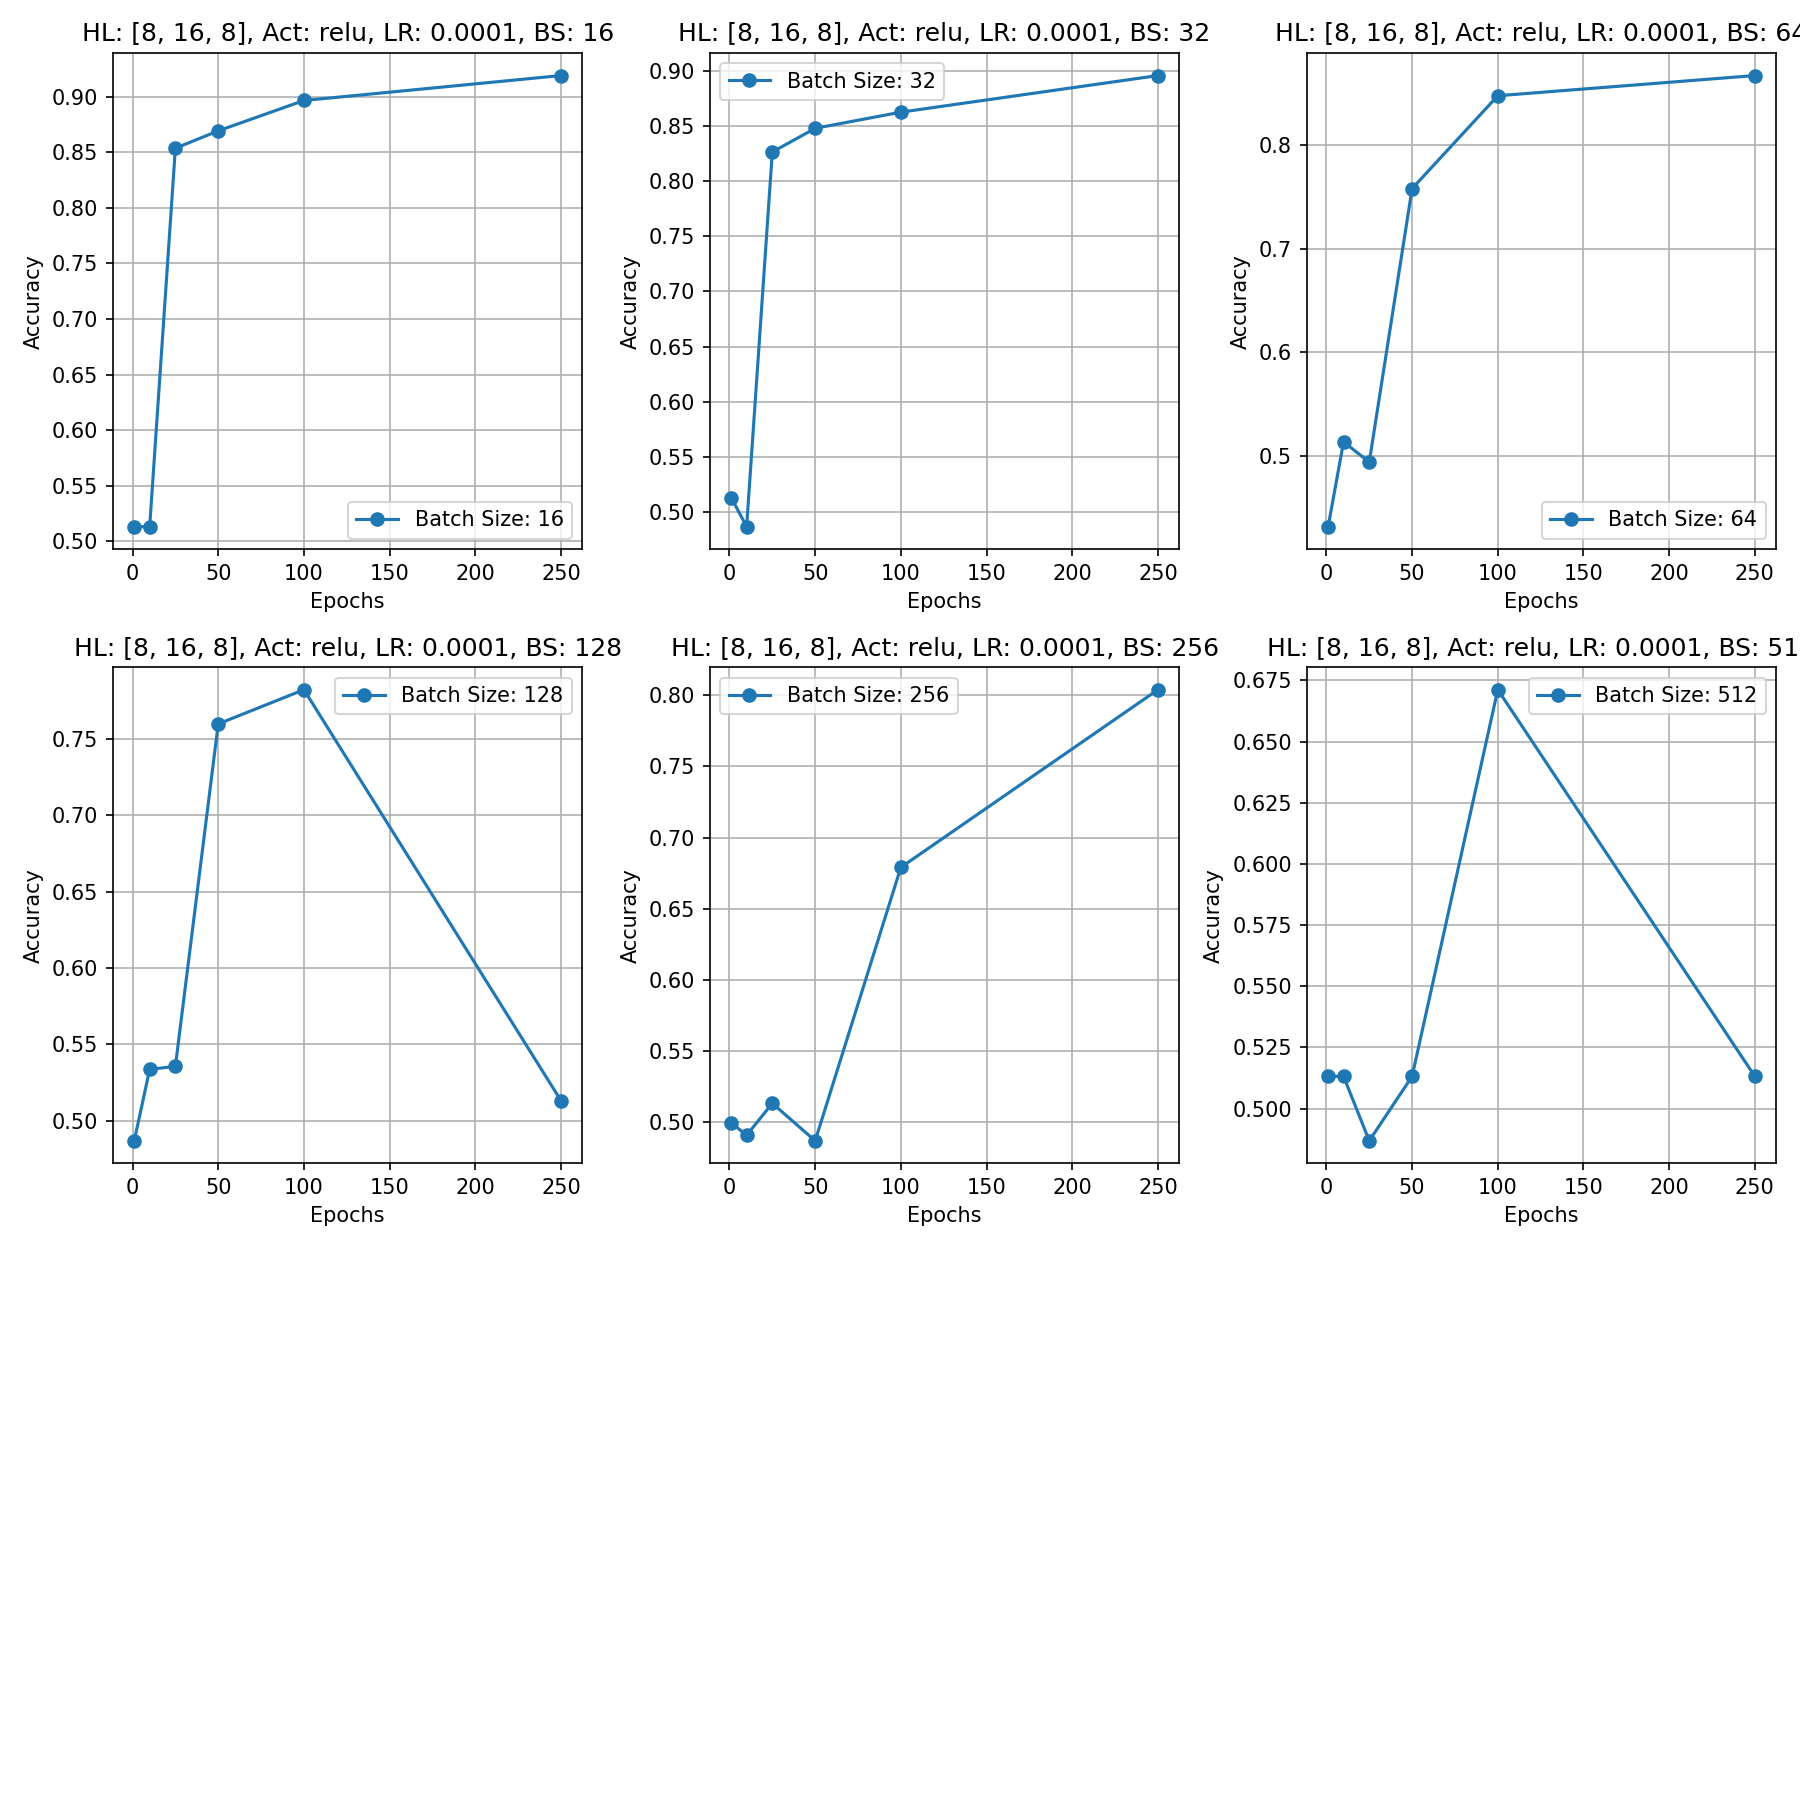 HL: [8, 16, 8], Act: relu, LR: 0.0001, BS: 16
0.90
0.85
0.80
0.75
0.70
0.65
0.60
0.55
0.50
Accuracy
Batch Size: 16
0 50 100 150 200 250
Epochs
HL: [8, 16, 8], Act: relu, LR: 0.0001, BS: 32
0.90
0.85
0.80
0.75
0.70
0.65
0.60
0.55
0.50
Accuracy
Batch Size: 32
0 50 100 150 200 250
Epochs
HL: [8, 16, 8], Act: relu, LR: 0.0001, BS: 64
0.8
0.7
0.6
0.5
Accuracy
Batch Size: 64
0 50 100 150 200 250
Epochs
HL: [8, 16, 8], Act: relu, LR: 0.0001, BS: 128
0.75
0.70
0.65
0.60
0.55
0.50
Accuracy
Batch Size: 128
0 50 100 150 200 250
Epochs
HL: [8, 16, 8], Act: relu, LR: 0.0001, BS: 256
0.80
0.75
0.70
0.65
0.60
0.55
0.50
Accuracy
Batch Size: 256
0 50 100 150 200 250
Epochs
HL: [8, 16, 8], Act: relu, LR: 0.0001, BS: 51
0.675
0.650
0.625
0.600
0.575
0.550
0.525
0.500
Accuracy
Batch Size: 512
0 50 100 150 200 250
Epochs